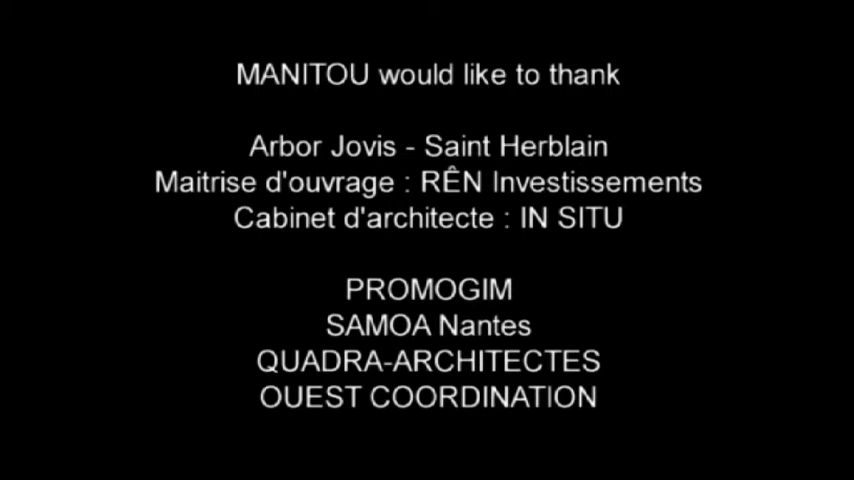 MANITOU would like to thank
Arbor Jovis - Saint Herblain
Maitrise d'ouvrage : RÊN Investissements
Cabinet d'architecte : IN SITU
PROMOGIM
SAMOA Nantes
QUADRA-ARCHITECTES
OUEST COORDINATION